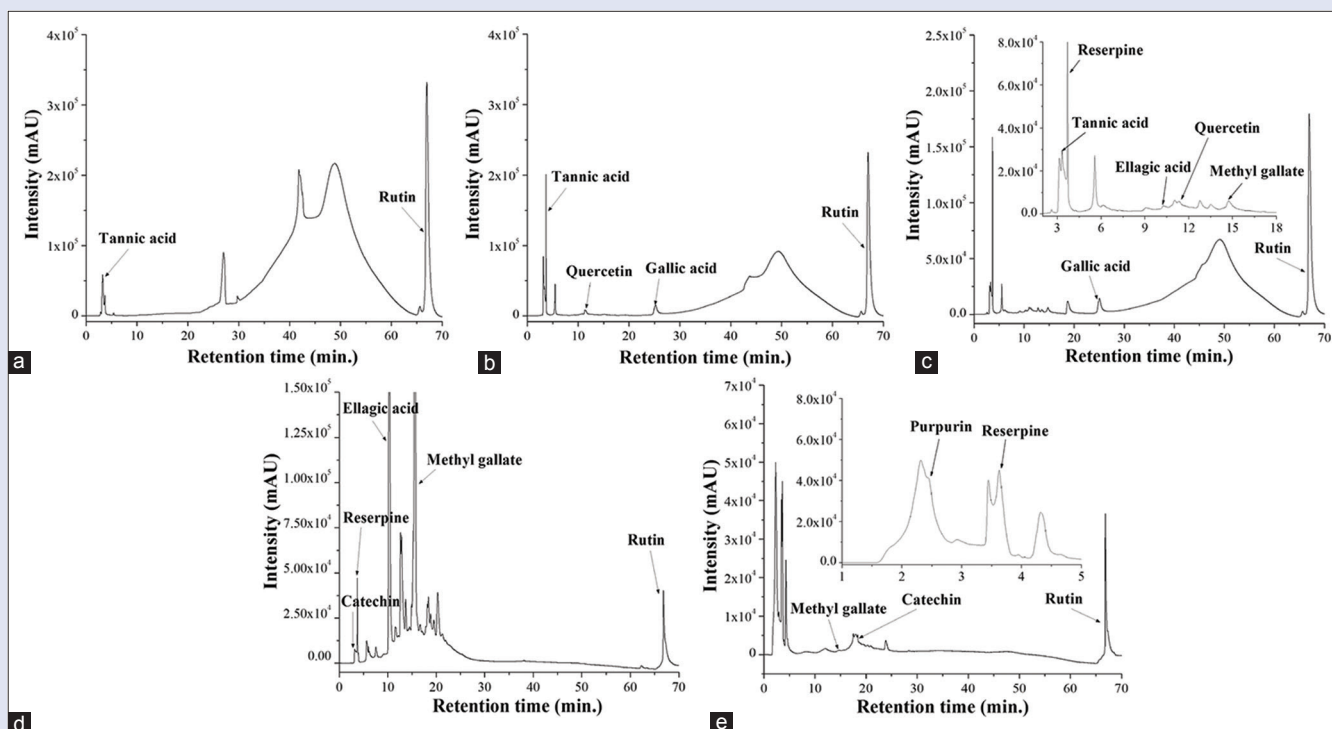 4x10⁵
3x10⁵
2x10⁵
1x10⁵
0
Intensity (mAU)
Tannic acid
Rutin
0 10 20 30 40 50 60 70
Retention time (min.)
a
4x10⁵
3x10⁵
2x10⁵
1x10⁵
0
Intensity (mAU)
Tannic acid
Quercetin
Gallic acid
Rutin
0 10 20 30 40 50 60 70
Retention time (min.)
b
2.5x10⁵
2.0x10⁵
1.5x10⁵
1.0x10⁵
5.0x10⁴
0.0
Intensity (mAU)
8.0x10⁴
6.0x10⁴
4.0x10⁴
2.0x10⁴
0.0
Reserpine
Tannic acid
Quercetin
Ellagic acid
Methyl gallate
3 6 9 12 15 18
Gallic acid
Rutin
0 10 20 30 40 50 60 70
Retention time (min.)
c
1.50x10⁵
1.25x10⁵
1.00x10⁵
7.50x10⁴
5.00x10⁴
2.50x10⁴
0.00
Intensity (mAU)
Ellagic acid
Methyl gallate
Reserpine
Catechin
Rutin
0 10 20 30 40 50 60 70
Retention time (min.)
d
7x10⁴
6x10⁴
5x10⁴
4x10⁴
3x10⁴
2x10⁴
1x10⁴
0
Intensity (mAU)
8.0x10⁴
6.0x10⁴
4.0x10⁴
2.0x10⁴
0.0
Purpurin
Reserpine
1 2 3 4 5
Methyl gallate
Catechin
Rutin
0 10 20 30 40 50 60 70
Retention time (min.)
e